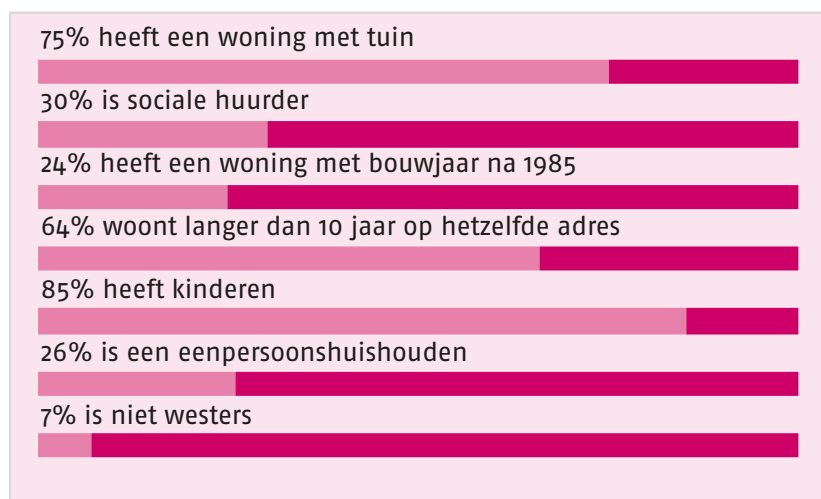 75% heeft een woning met tuin
30% is sociale huurder
24% heeft een woning met bouwjaar na 1985
64% woont langer dan 10 jaar op hetzelfde adres
85% heeft kinderen
26% is een eenpersoonshuishouden
7% is niet westers